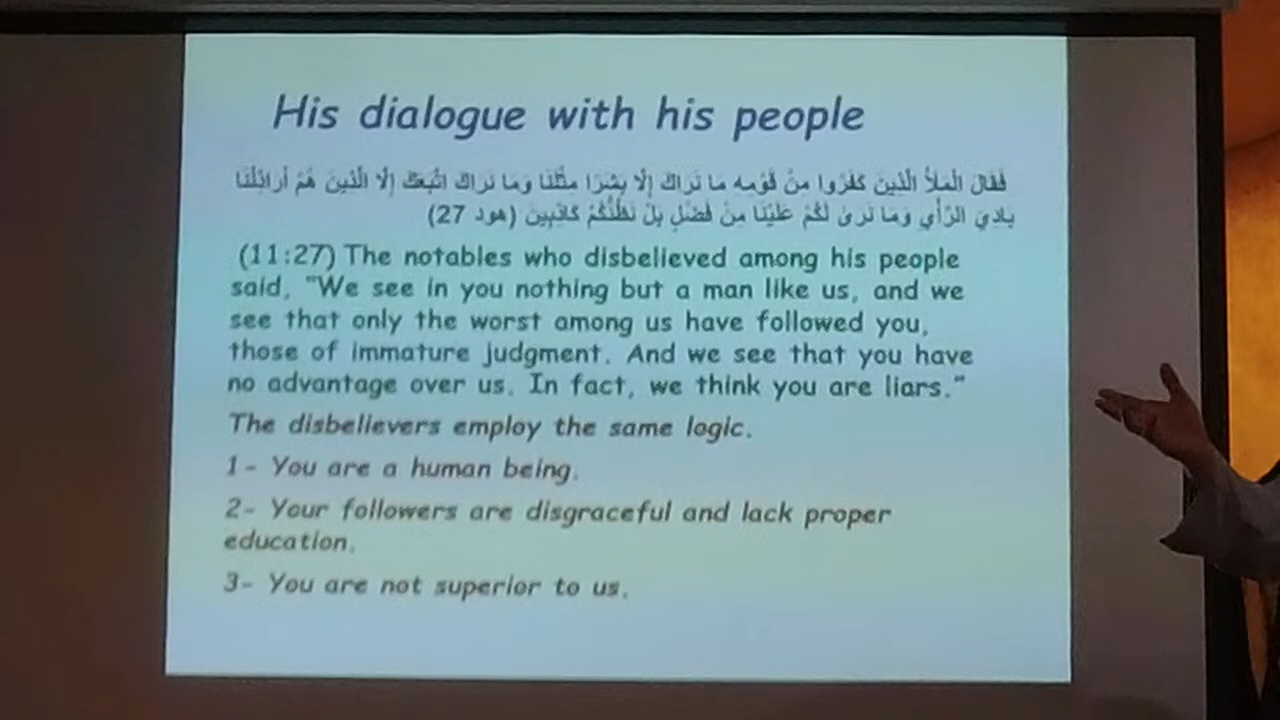 His dialogue with his people
فَقَالَ الْمَلَأُ الَّذِينَ كَفَرُوا مِنْ قَوْمِهِ مَا نَرَاكَ إِلَّا بَشَرًا مِثْلَنَا وَمَا نَرَاكَ اتَّبَعَكَ إِلَّا الَّذِينَ هُمْ أَرَاذِلُنَا
بَادِيَ الرَّأْيِ وَمَا نَرَىٰ لَكُمْ عَلَيْنَا مِنْ فَضْلٍ بَلْ نَظُنُّكُمْ كَاذِبِينَ (هود 27)
(11:27) The notables who disbelieved among his people
said, "We see in you nothing but a man like us, and we
see that only the worst among us have followed you,
those of immature judgment. And we see that you have
no advantage over us. In fact, we think you are liars."
The disbelievers employ the same logic.
1- You are a human being.
2- Your followers are disgraceful and lack proper
education.
3- You are not superior to us.